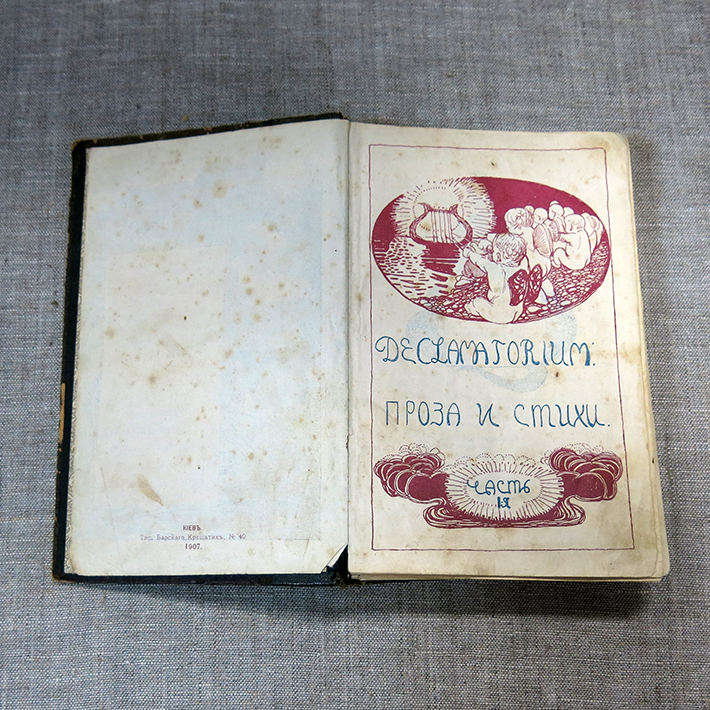 КІЕВЪ
Тип. Барскаго, Крещатикъ, № 40
1907.
DECLAMATORIUM:
ПРОЗА И СТИХИ.
ЧАСТЬ
I-Я